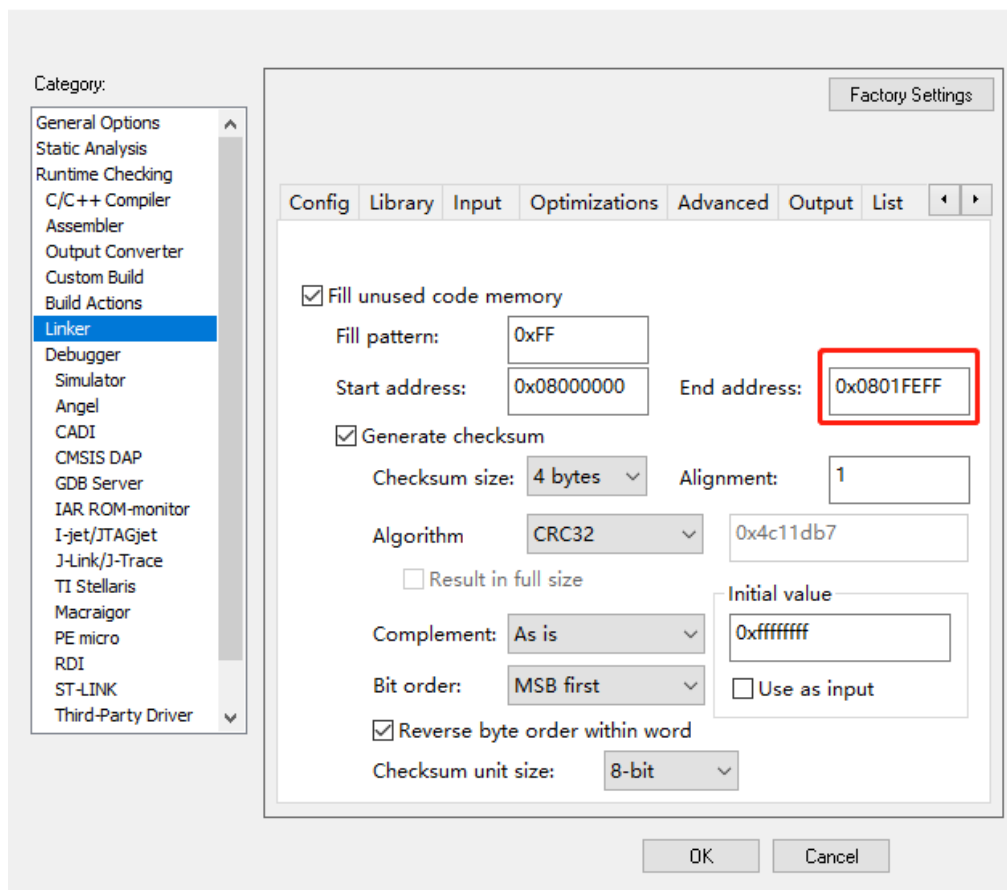 Category:
General Options
Static Analysis
Runtime Checking
C/C++ Compiler
Assembler
Output Converter
Custom Build
Build Actions
Linker
Debugger
Simulator
Angel
CADI
CMSIS DAP
GDB Server
IAR ROM-monitor
I-jet/JTAGjet
J-Link/J-Trace
TI Stellaris
Macraigor
PE micro
RDI
ST-LINK
Third-Party Driver
Factory Settings
Config Library Input Optimizations Advanced Output List
Fill unused code memory
Fill pattern: 0xFF
Start address: 0x08000000 End address: 0x0801FEFF
Generate checksum
Checksum size: 4 bytes Alignment: 1
Algorithm CRC32 0x4c11db7
Result in full size
Initial value
Complement: As is 0xffffffff
Bit order: MSB first Use as input
Reverse byte order within word
Checksum unit size: 8-bit
OK Cancel